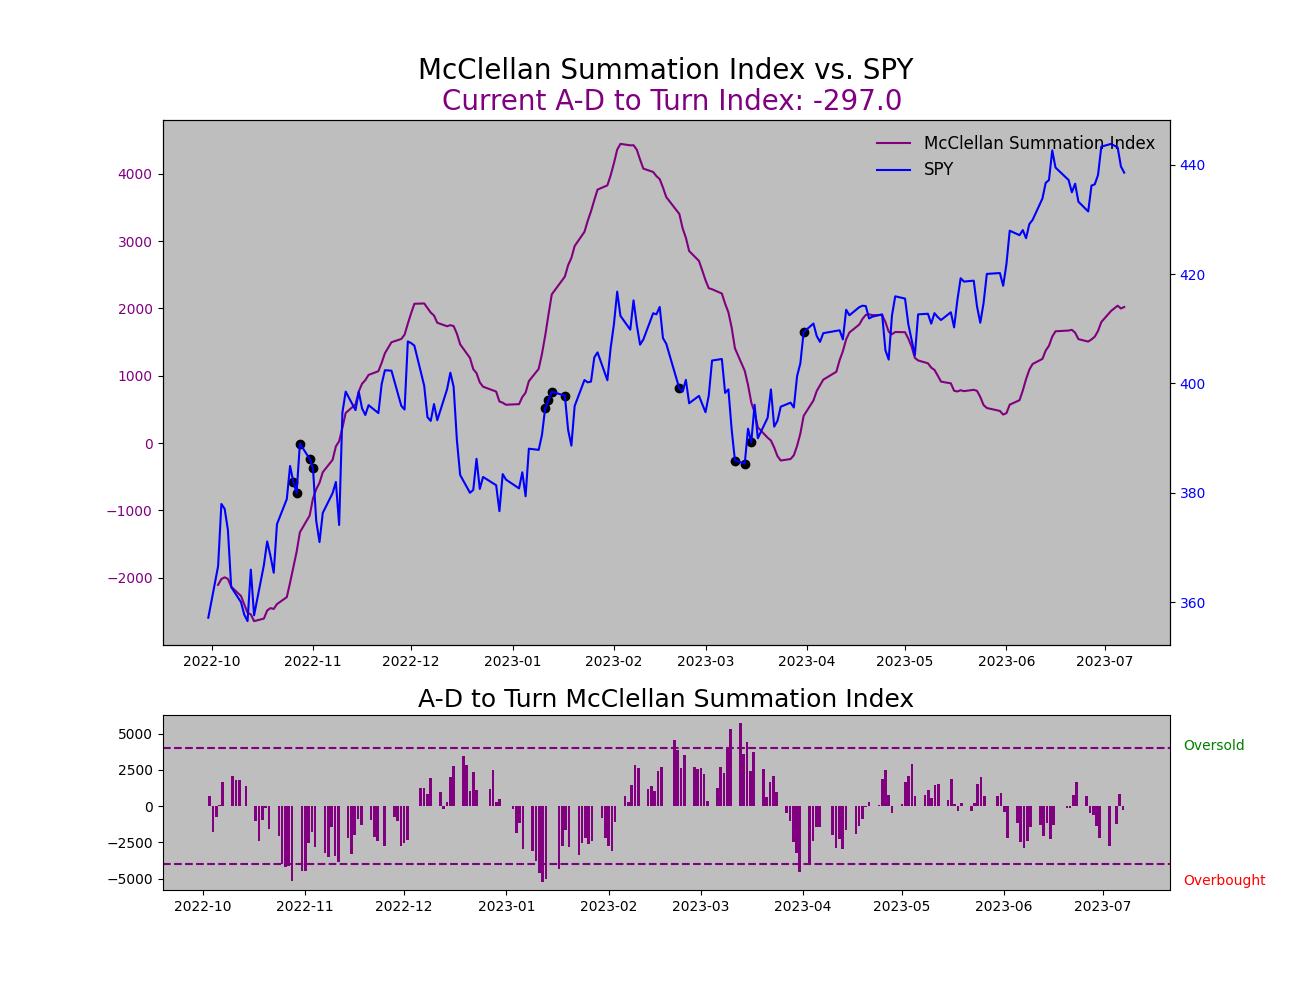 McClellan Summation Index vs. SPY
Current A-D to Turn Index: -297.0
McClellan Summation Index
SPY
4000
3000
2000
1000
0
−1000
−2000
440
420
400
380
360
2022-10 2022-11 2022-12 2023-01 2023-02 2023-03 2023-04 2023-05 2023-06 2023-07
A-D to Turn McClellan Summation Index
5000
2500
0
−2500
−5000
Oversold
Overbought
2022-10 2022-11 2022-12 2023-01 2023-02 2023-03 2023-04 2023-05 2023-06 2023-07